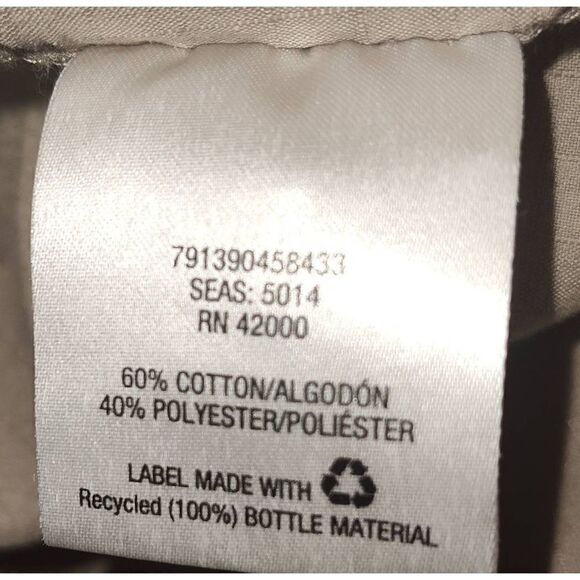 791390458433
SEAS: 5014
RN 42000
60% COTTON/ALGODÓN
40% POLYESTER/POLIÉSTER
LABEL MADE WITH
Recycled (100%) BOTTLE MATERIAL